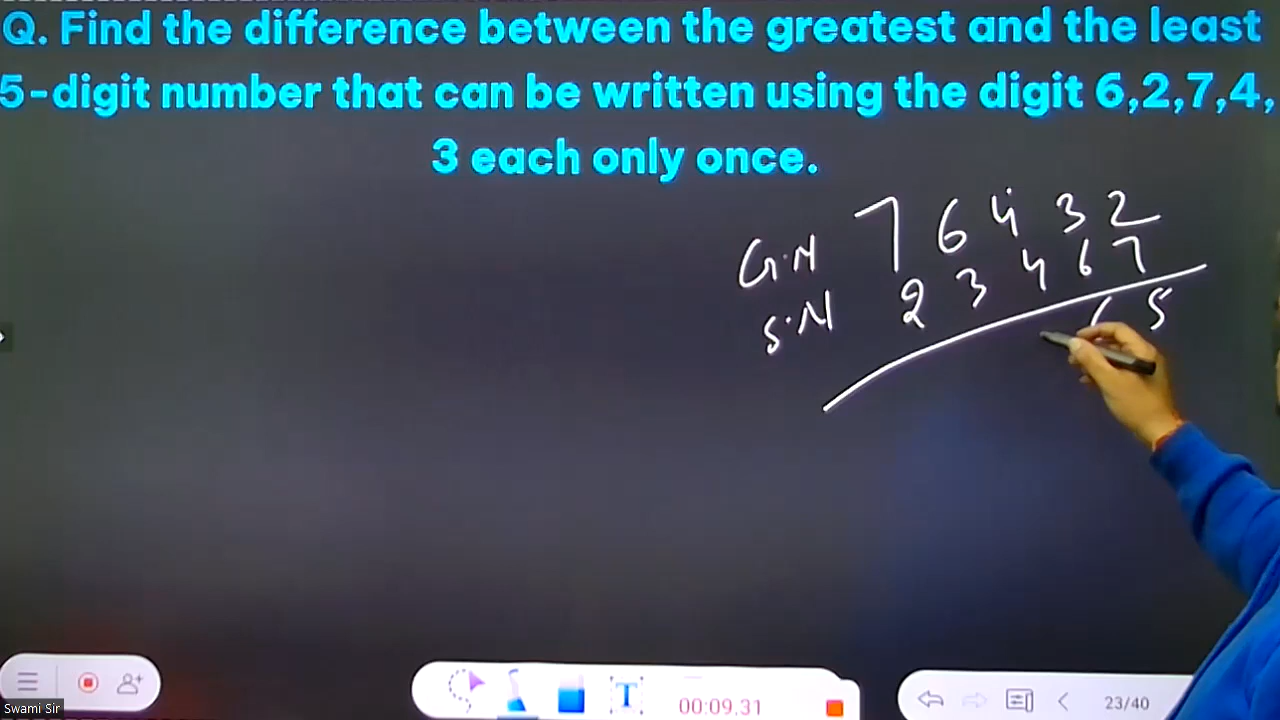 Q. Find the difference between the greatest and the least
5-digit number that can be written using the digit 6,2,7,4,
3 each only once.
G.N 7 6 4 3 2
S.N 2 3 4 6 7
6 5
00:09.31
23/40
Swami Sir